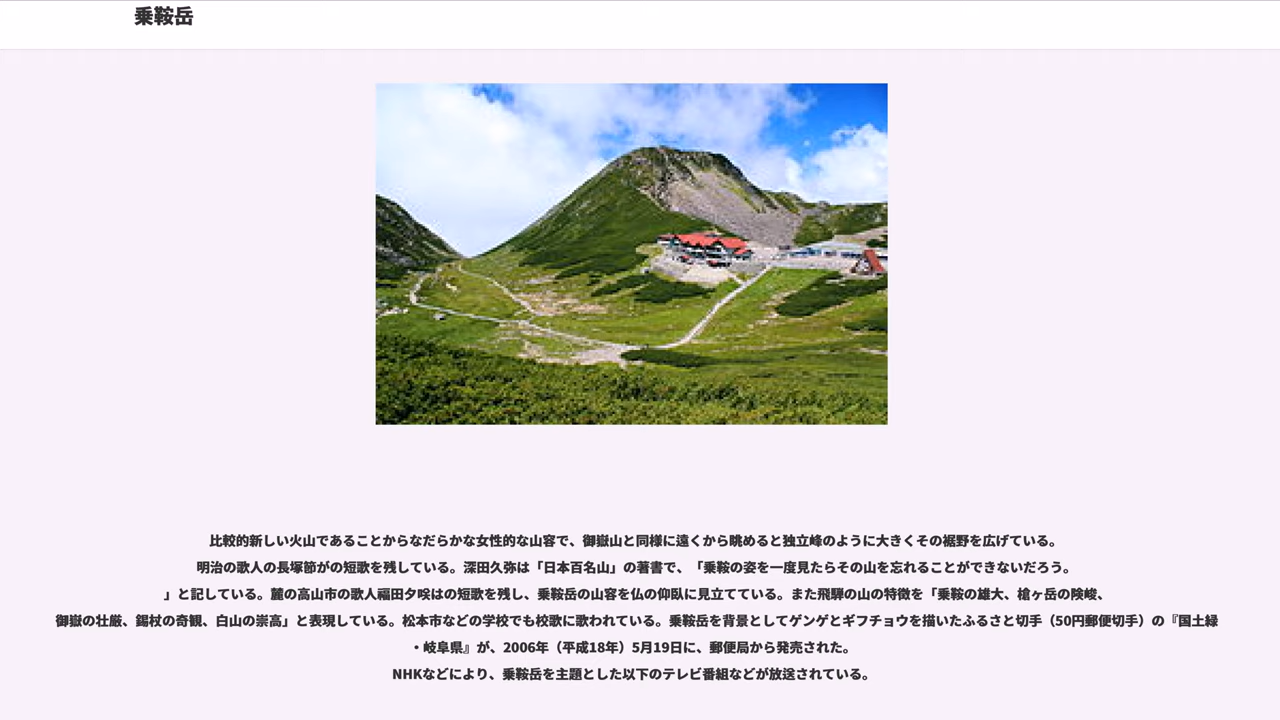 乗鞍岳
比較的新しい火山であることからなだらかな女性的な山容で、御嶽山と同様に遠くから眺めると独立峰のように大きくその裾野を広げている。
明治の歌人の長塚節がの短歌を残している。深田久弥は「日本百名山」の著書で、「乗鞍の姿を一度見たらその山を忘れることができないだろう。
」と記している。麓の高山市の歌人福田夕咲はの短歌を残し、乗鞍岳の山容を仏の仰臥に見立てている。また飛騨の山の特徴を「乗鞍の雄大、槍ヶ岳の険峻、
御嶽の壮厳、錫杖の奇観、白山の崇高」と表現している。松本市などの学校でも校歌に歌われている。乗鞍岳を背景としてゲンゲとギフチョウを描いたふるさと切手（50円郵便切手）の『国土緑
・岐阜県』が、2006年（平成18年）5月19日に、郵便局から発売された。
NHKなどにより、乗鞍岳を主題とした以下のテレビ番組などが放送されている。